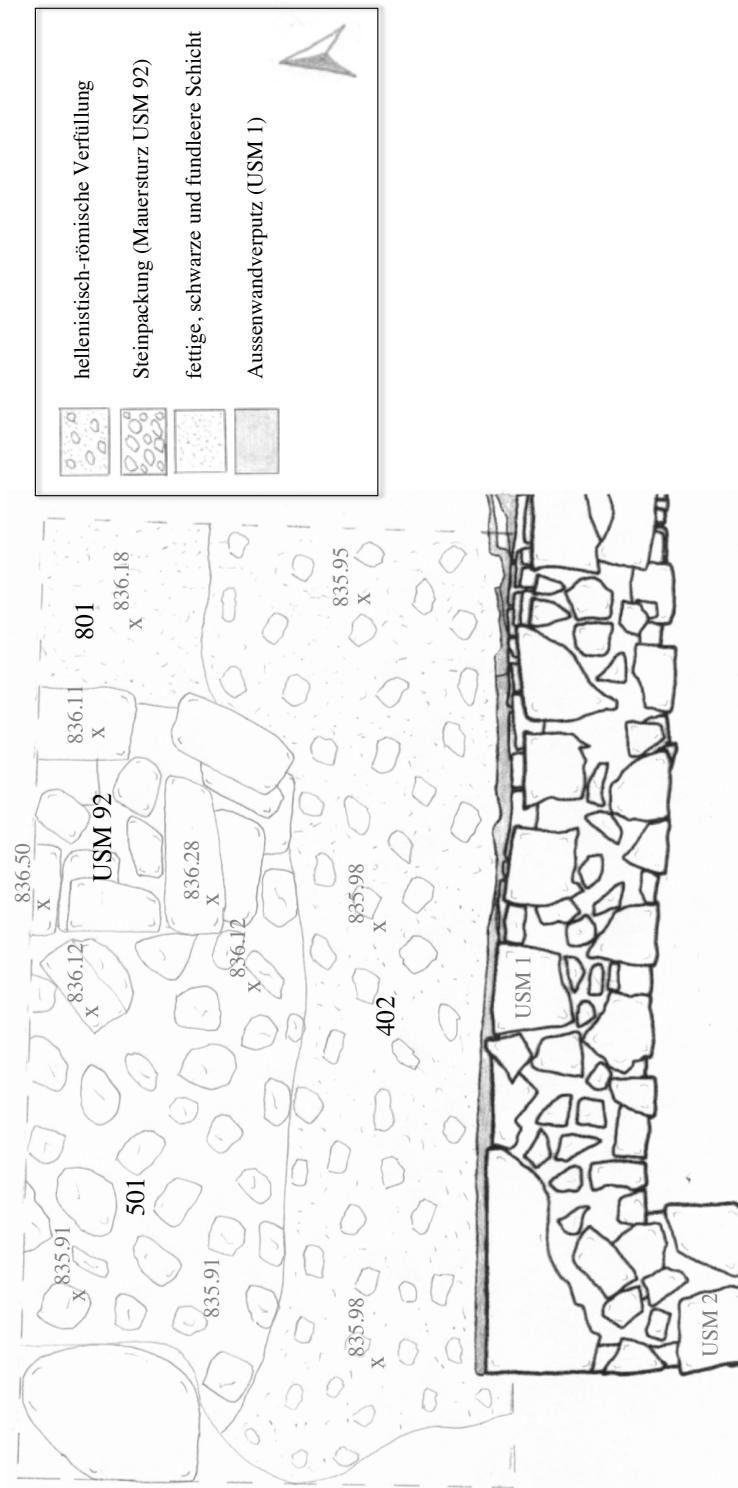 hellenistisch-römische Verfüllung
Steinpackung (Mauersturz USM 92)
fettige, schwarze und fundleere Schicht
Aussenwandverputz (USM 1)
836.50
x
836.11
x
801
836.18
x
USM 92
836.12
x
836.28
x
836.12
x
835.95
x
835.98
x
402
501
835.91
x
835.91
835.98
x
USM 1
USM 2